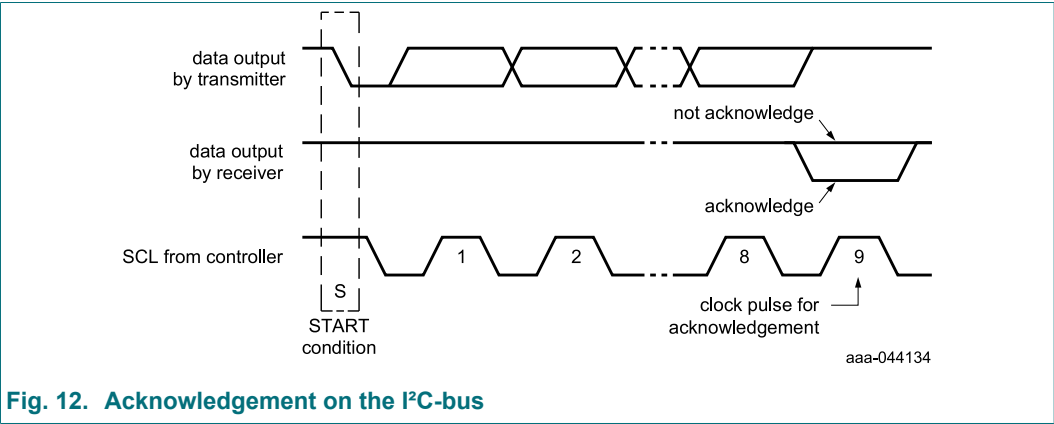 data output
by transmitter
not acknowledge
data output
by receiver
acknowledge
SCL from controller
1
2
8
9
S
START
condition
clock pulse for
acknowledgement
aaa-044134
Fig. 12. Acknowledgement on the I²C-bus